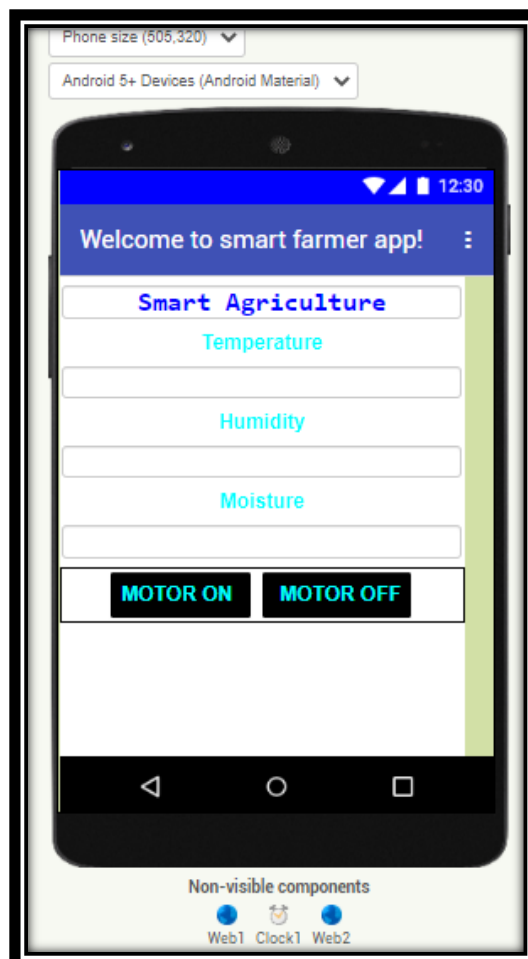 Phone size (505,320)
Android 5+ Devices (Android Material)
12:30
Welcome to smart farmer app!
Smart Agriculture
Temperature
Humidity
Moisture
MOTOR ON MOTOR OFF
Non-visible components
Web1 Clock1 Web2